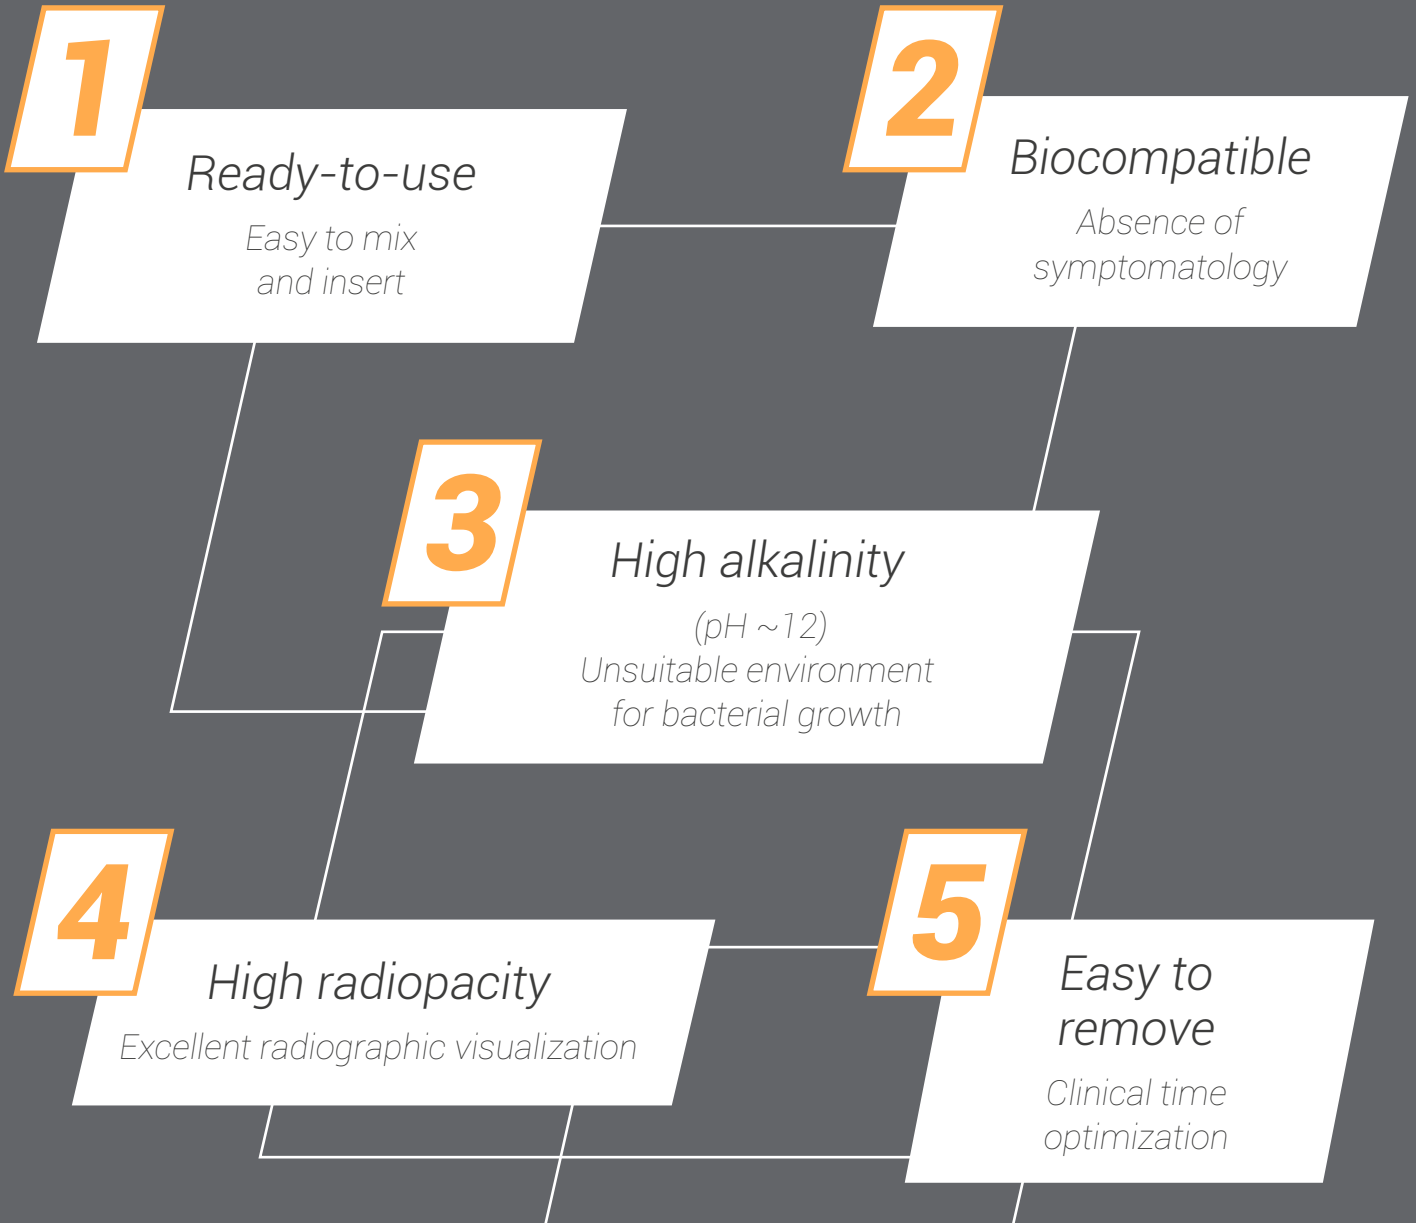 1
Ready-to-use
Easy to mix
and insert
2
Biocompatible
Absence of
symptomatology
3
High alkalinity
(pH ~12)
Unsuitable environment
for bacterial growth
4
High radiopacity
Excellent radiographic visualization
5
Easy to
remove
Clinical time
optimization